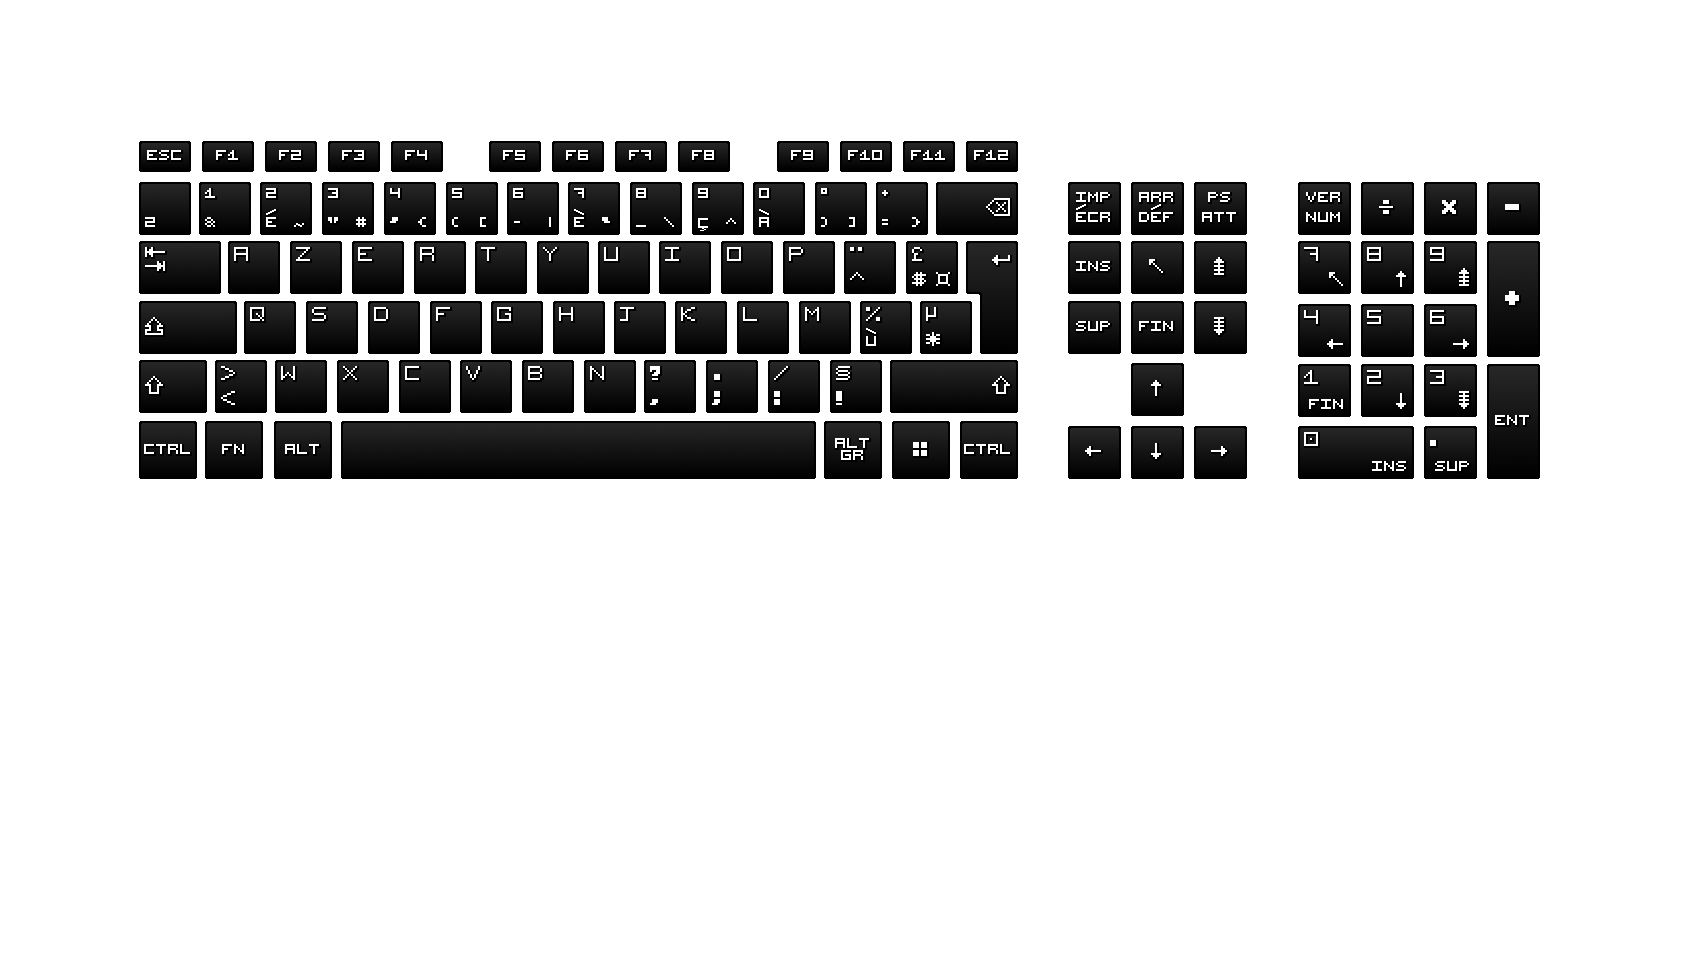 ESC F1 F2 F3 F4 F5 F6 F7 F8 F9 F10 F11 F12
2 1 & 2 É ~ 3 " # 4 ' { 5 ( [ 6 - | 7 È ` 8 _ \ 9 Ç ^ 0 À @ ° ) ] + = } ⌫ IMP ÉCR ARR DÉF PS ATT VER NUM ÷ × -
A Z E R T Y U I O P ¨ ^ £ # ¤ ↵ INS ↖ ⇞ 7 ↖ 8 ↑ 9 ⇞ +
Q S D F G H J K L M % Ù µ * SUP FIN ⇟ 4 ← 5 6 →
⇧ > < W X C V B N ? , . ; / : § ! ⇧ ↑ 1 FIN 2 ↓ 3 ⇟ ENT
CTRL FN ALT ALT GR CTRL ← ↓ → 0 INS . SUP